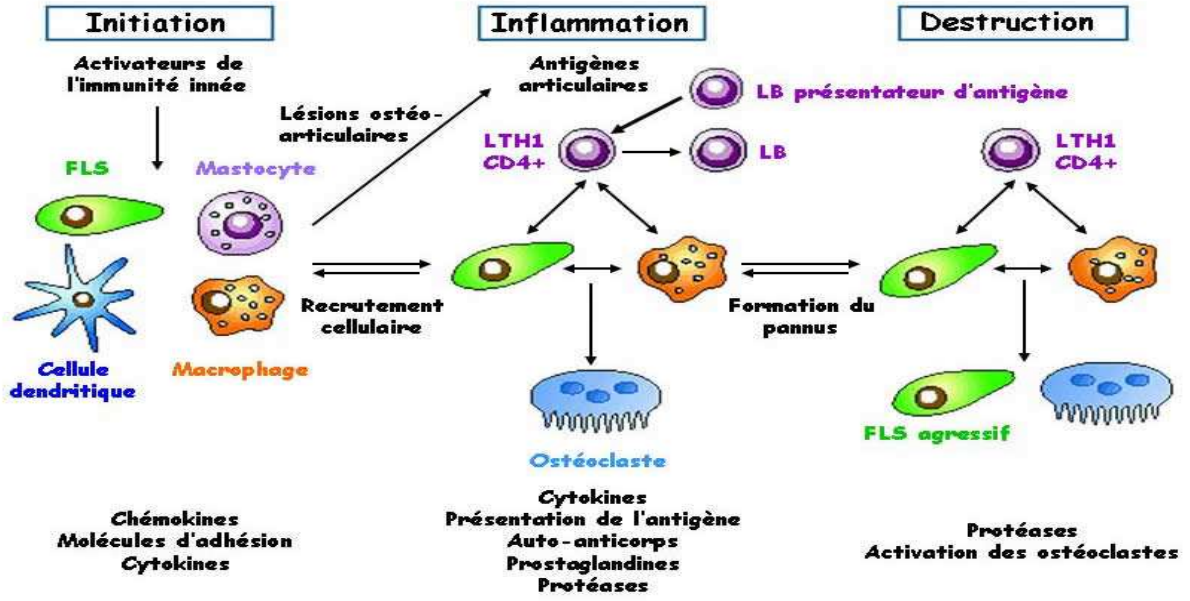 Initiation
Activateurs de
l'immunité innée
FLS
Mastocyte
Cellule
dendritique
Macrophage
Chémokines
Molécules d'adhésion
Cytokines
Lésions ostéo-
articulaires
Recrutement
cellulaire
Inflammation
Antigènes
articulaires
LB présentateur d'antigène
LTH1
CD4+
LB
Ostéoclaste
Cytokines
Présentation de l'antigène
Auto-anticorps
Prostaglandines
Protéases
Formation du
pannus
Destruction
LTH1
CD4+
FLS agressif
Protéases
Activation des ostéoclastes